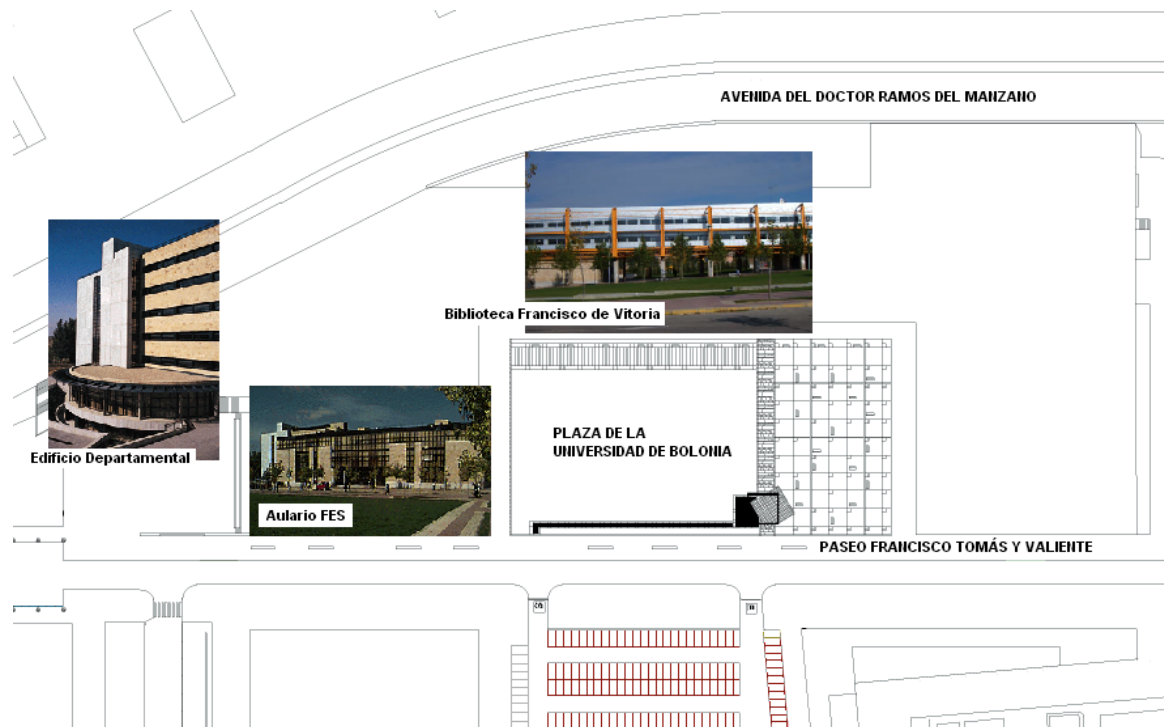 AVENIDA DEL DOCTOR RAMOS DEL MANZANO
Biblioteca Francisco de Vitoria
PLAZA DE LA
UNIVERSIDAD DE BOLONIA
Edificio Departamental
Aulario FES
PASEO FRANCISCO TOMÁS Y VALIENTE